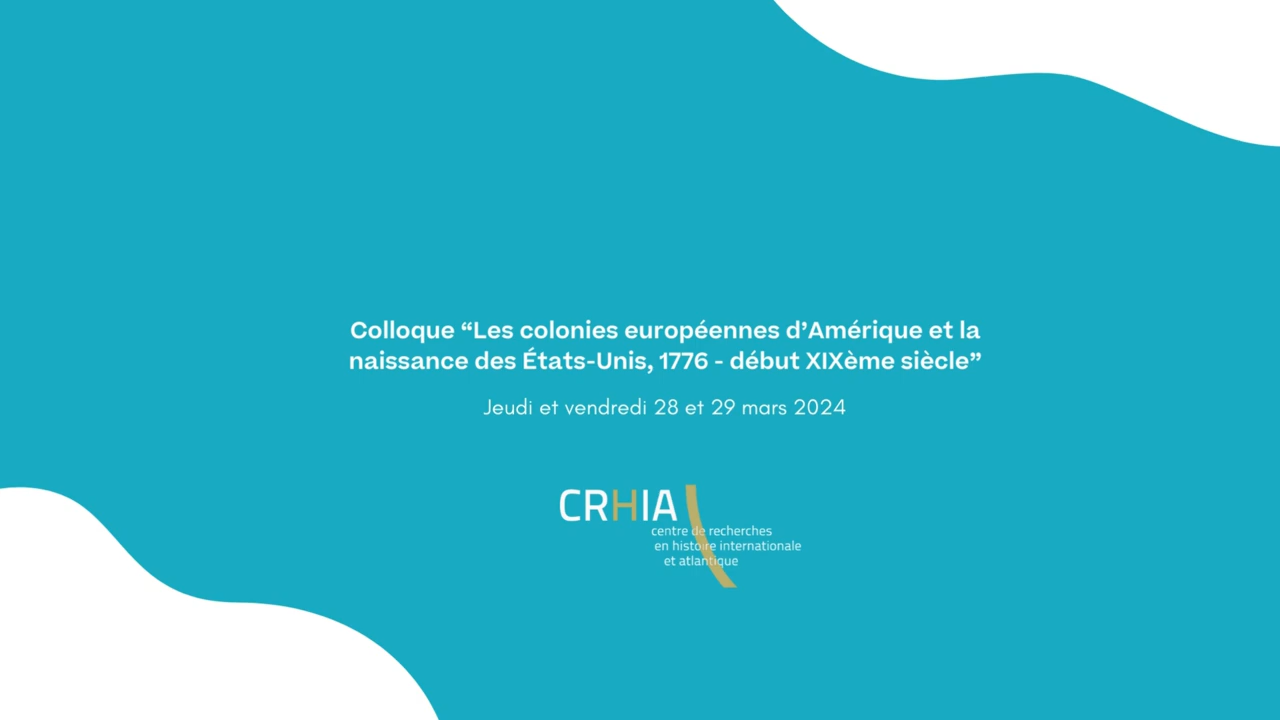 Colloque “Les colonies européennes d’Amérique et la
naissance des États-Unis, 1776 - début XIXème siècle”
Jeudi et vendredi 28 et 29 mars 2024
CRHIA
centre de recherches
en histoire internationale
et atlantique